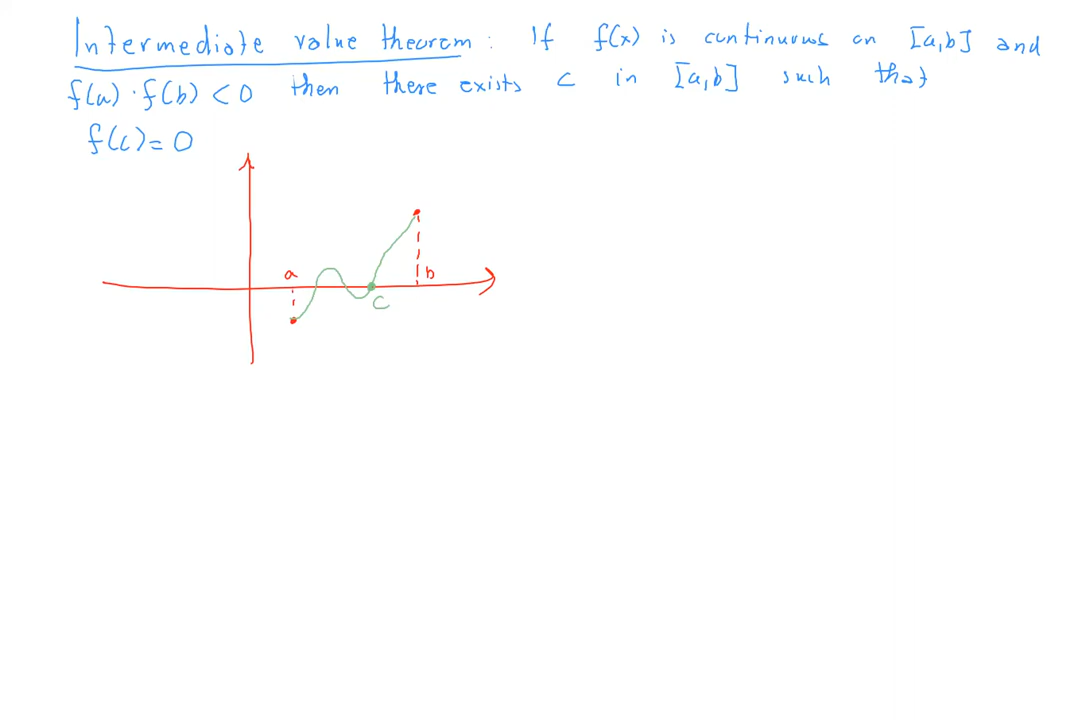 Intermediate value theorem: If f(x) is continuous on [a,b] and
f(a) · f(b) < 0 then there exists c in [a,b] such that
f(c) = 0
a
b
c